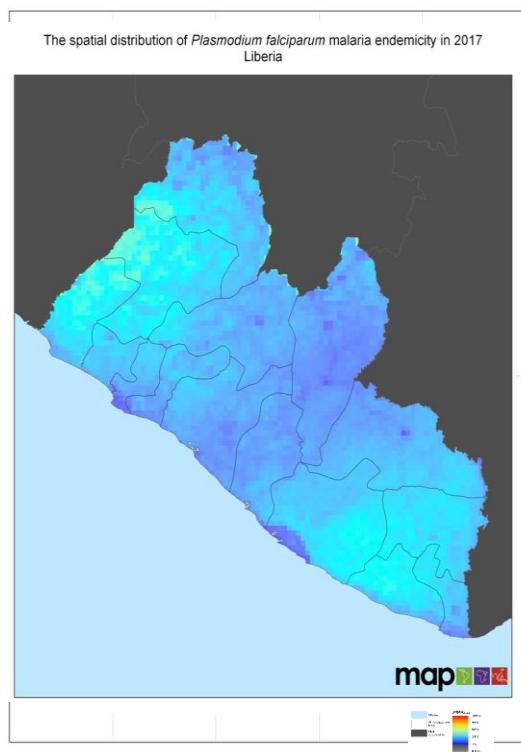 The spatial distribution of Plasmodium falciparum malaria endemicity in 2017
Liberia
map